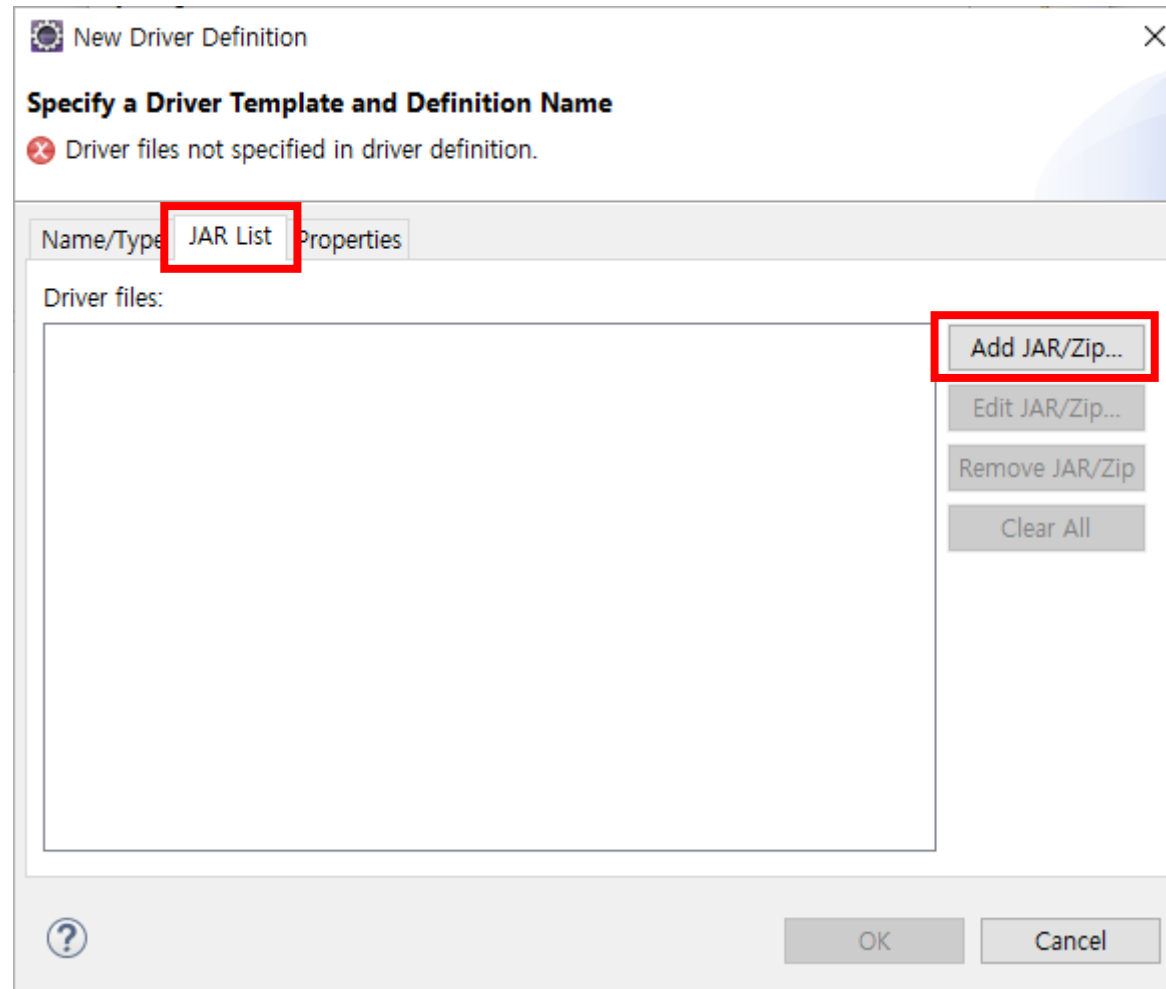 New Driver Definition
Specify a Driver Template and Definition Name
Driver files not specified in driver definition.
Name/Type JAR List Properties
Driver files:
Add JAR/Zip...
Edit JAR/Zip...
Remove JAR/Zip
Clear All
?
OK Cancel